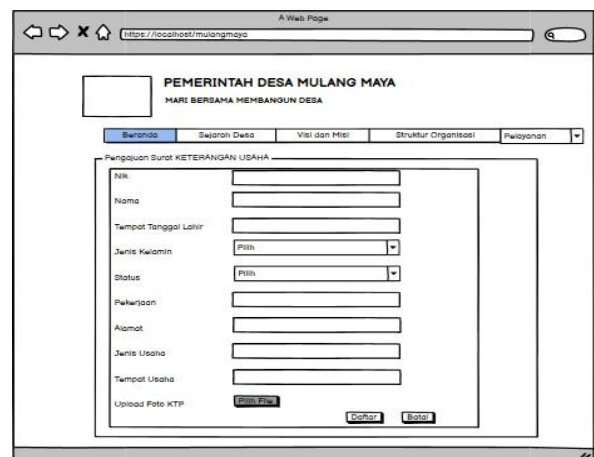 A Web Page
https://localhost/mulangmaya
PEMERINTAH DESA MULANG MAYA
MARI BERSAMA MEMBANGUN DESA
Beranda Sejarah Desa Visi dan Misi Struktur Organisasi Pelayanan
Pengajuan Surat KETERANGAN USAHA
Nik
Nama
Tempat Tanggal Lahir
Jenis Kelamin Pilih
Status Pilih
Pekerjaan
Alamat
Jenis Usaha
Tempat Usaha
Upload Foto KTP Pilih File
Daftar Batal